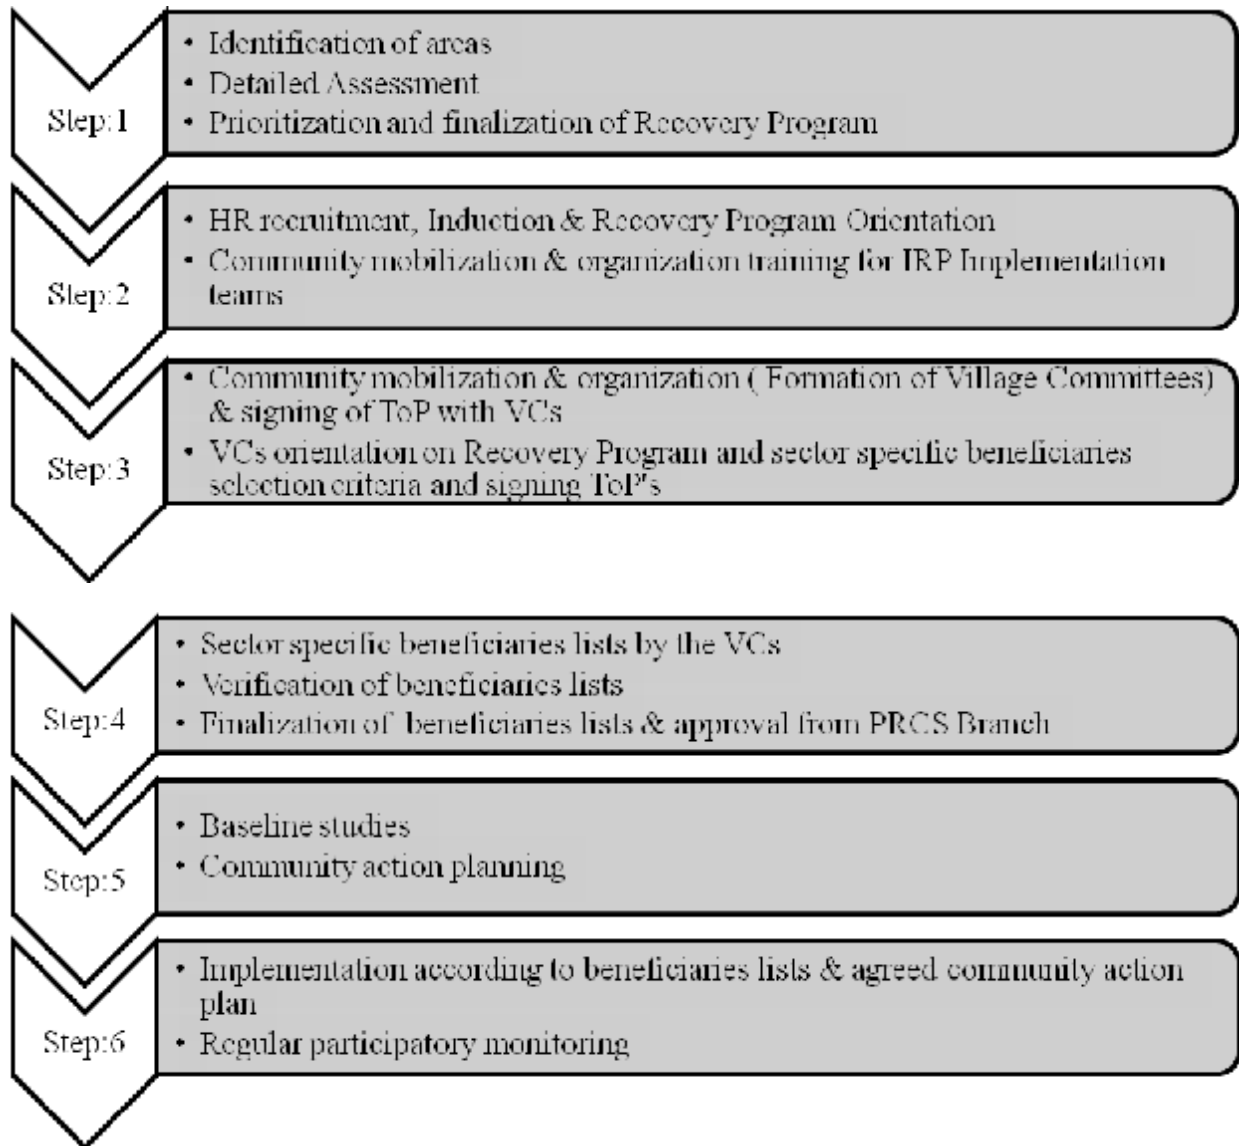 Step:1
• Identification of areas
• Detailed Assessment
• Prioritization and finalization of Recovery Program
Step:2
• HR recruitment, Induction & Recovery Program Orientation
• Community mobilization & organization training for IRP Implementation
teams
Step:3
• Community mobilization & organization ( Formation of Village Committees)
& signing of ToP with VCs
• VCs orientation on Recovery Program and sector specific beneficiaries
selection criteria and signing ToP's
Step:4
• Sector specific beneficiaries lists by the VCs
• Verification of beneficiaries lists
• Finalization of beneficiaries lists & approval from PRCS Branch
Step:5
• Baseline studies
• Community action planning
Step:6
• Implementation according to beneficiaries lists & agreed community action
plan
• Regular participatory monitoring